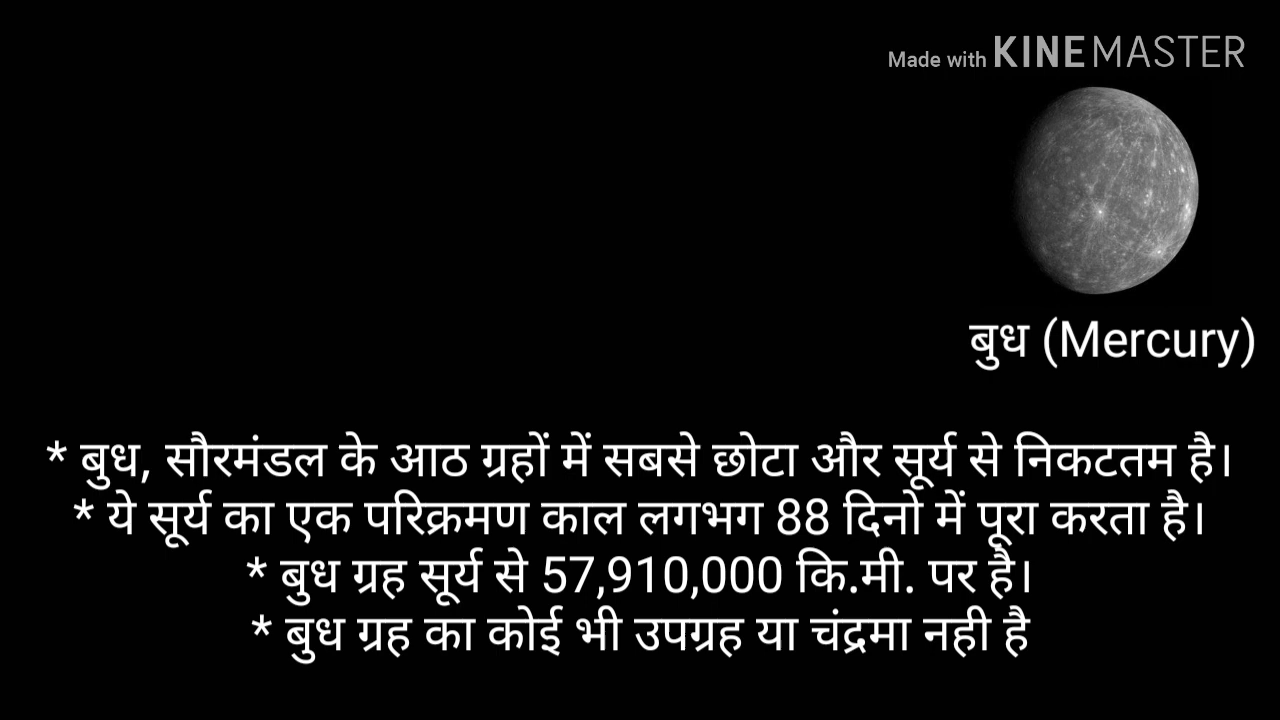 Made with KINEMASTER
बुध (Mercury)
* बुध, सौरमंडल के आठ ग्रहों में सबसे छोटा और सूर्य से निकटतम है।
* ये सूर्य का एक परिक्रमण काल लगभग 88 दिनो में पूरा करता है।
* बुध ग्रह सूर्य से 57,910,000 कि.मी. पर है।
* बुध ग्रह का कोई भी उपग्रह या चंद्रमा नही है